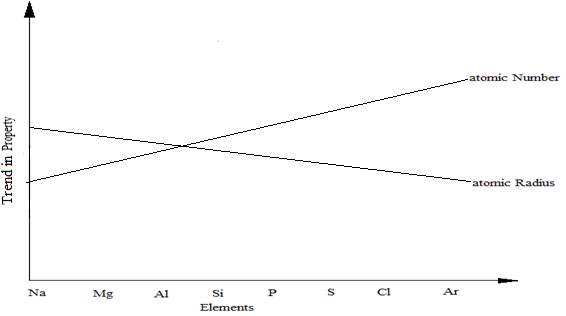 atomic Number
Trend in Property
atomic Radius
Na Mg Al Si P S Cl Ar
Elements